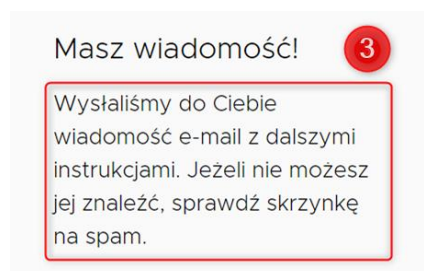 Masz wiadomość!
3
Wysłaliśmy do Ciebie
wiadomość e-mail z dalszymi
instrukcjami. Jeżeli nie możesz
jej znaleźć, sprawdź skrzynkę
na spam.